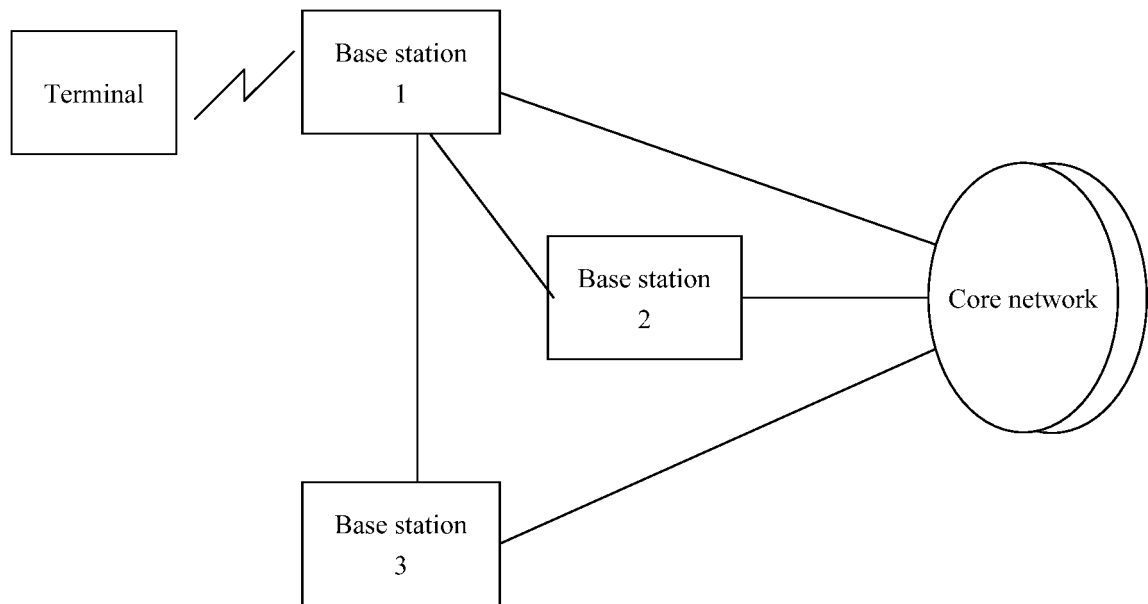 Terminal
Base station
1
Base station
2
Core network
Base station
3